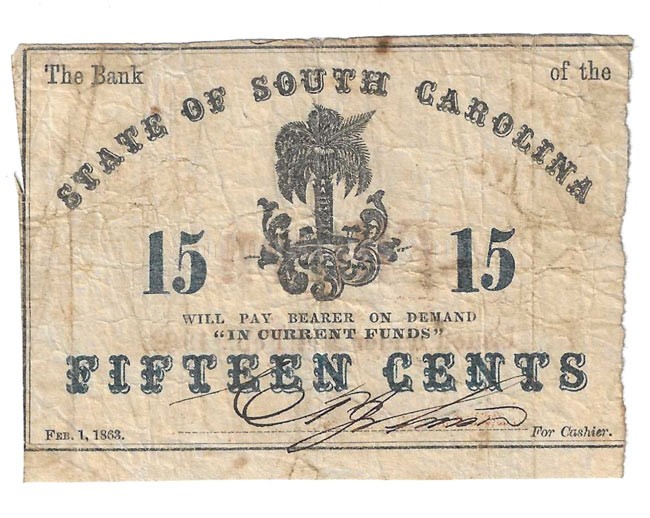 The Bank of the
STATE OF SOUTH CAROLINA
15 15
WILL PAY BEARER ON DEMAND
"IN CURRENT FUNDS"
FIFTEEN CENTS
FEB. 1, 1863. For Cashier.